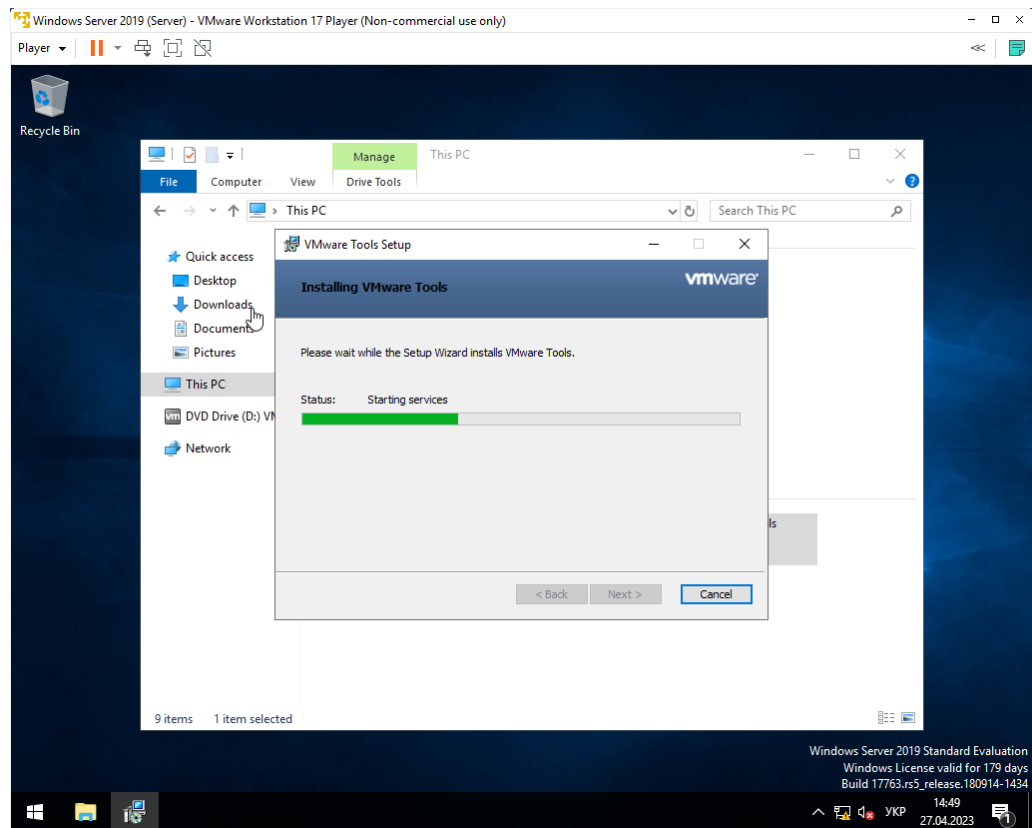 Windows Server 2019 (Server) - VMware Workstation 17 Player (Non-commercial use only)
Player
Recycle Bin
Manage
This PC
File
Computer
View
Drive Tools
This PC
Search This PC
Quick access
Desktop
Downloads
Documents
Pictures
This PC
DVD Drive (D:) VM
Network
VMware Tools Setup
Installing VMware Tools
vmware
Please wait while the Setup Wizard installs VMware Tools.
Status: Starting services
ls
< Back
Next >
Cancel
9 items
1 item selected
Windows Server 2019 Standard Evaluation
Windows License valid for 179 days
Build 17763.rs5_release.180914-1434
УКР
14:49
27.04.2023
1